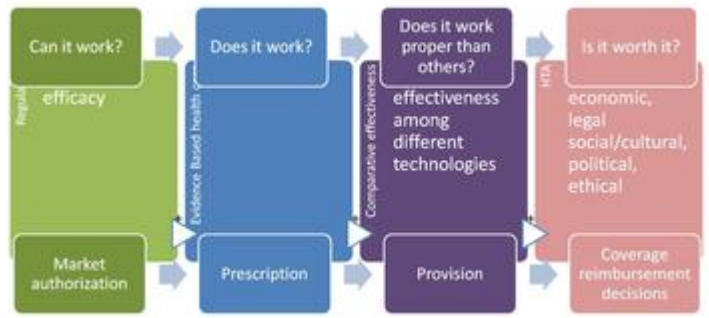 Can it work?
Does it work?
Does it work
proper than
others?
Is it worth it?
efficacy
Evidence Based health
Comparative effectiveness
effectiveness
among
different
technologies
HTA
economic,
legal
social/cultural,
political,
ethical
Market
authorization
Prescription
Provision
Coverage
reimbursement
decisions